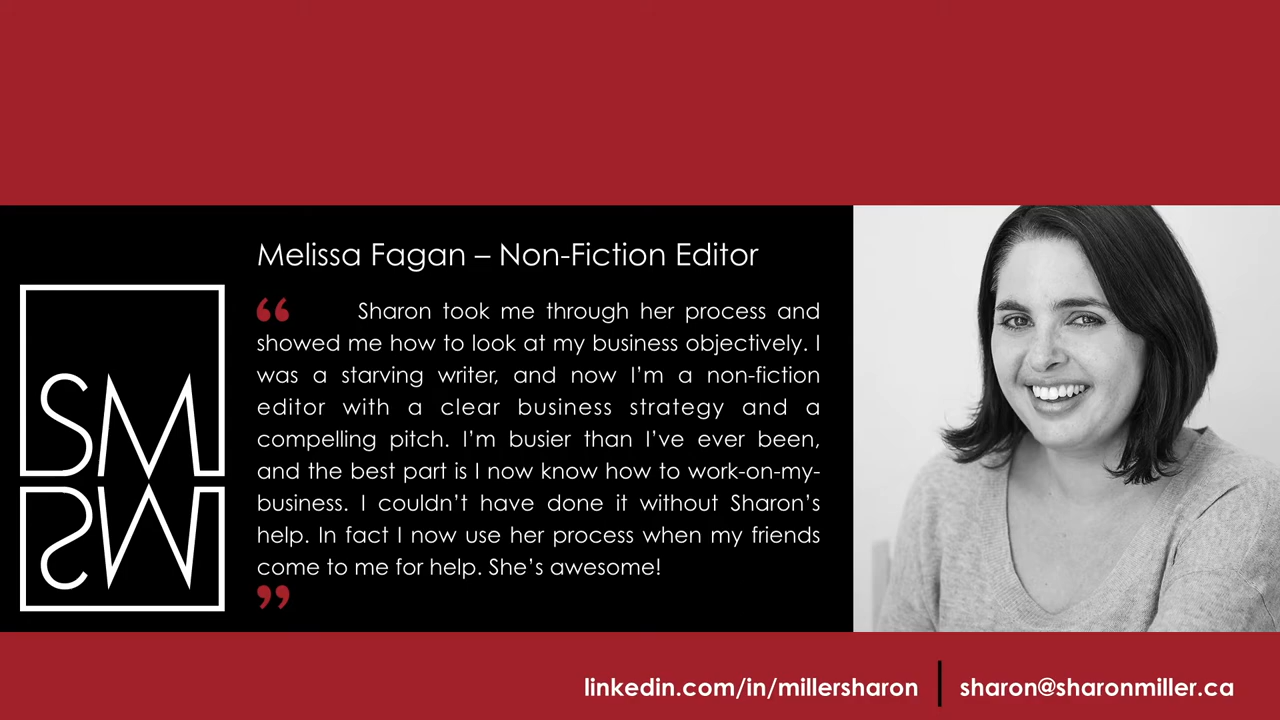 Melissa Fagan – Non-Fiction Editor
“ Sharon took me through her process and
showed me how to look at my business objectively. I
was a starving writer, and now I’m a non-fiction
editor with a clear business strategy and a
compelling pitch. I’m busier than I’ve ever been,
and the best part is I now know how to work-on-my-
business. I couldn’t have done it without Sharon’s
help. In fact I now use her process when my friends
come to me for help. She’s awesome!
”
SM
SM
linkedin.com/in/millersharon | sharon@sharonmiller.ca